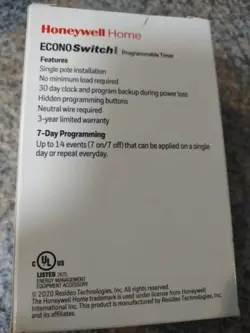 Honeywell Home
ECONOSwitch Programmable Timer
Features
Single pole installation
No minimum load required
30 day clock and program backup during power loss
Hidden programming buttons
Neutral wire required
3-year limited warranty
7-Day Programming
Up to 14 events (7 on/7 off) that can be applied on a single
day or repeat everyday.
C UL US
LISTED
ENERGY MANAGEMENT
EQUIPMENT ACCESSORY
© 2020 Resideo Technologies, Inc. All rights reserved.
The Honeywell Home trademark is used under license from Honeywell
International Inc. This product is manufactured by Resideo Technologies, Inc.
and its affiliates.